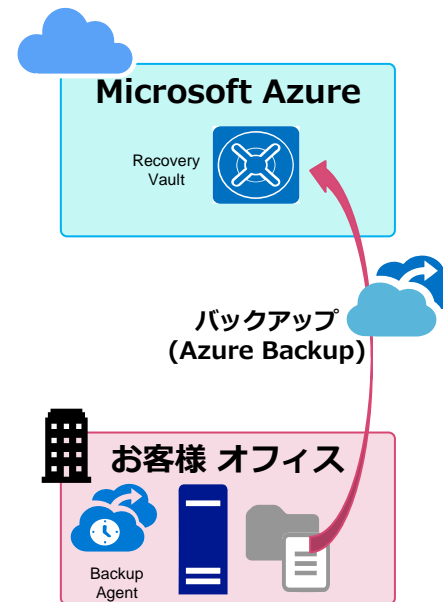 Microsoft Azure
Recovery
Vault
バックアップ
(Azure Backup)
お客様 オフィス
Backup
Agent